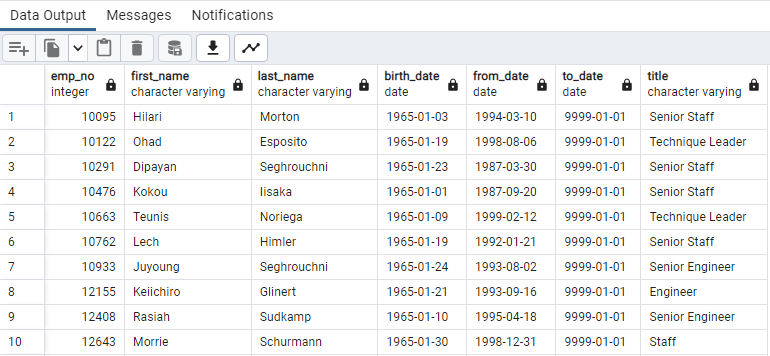 Data Output Messages Notifications
emp_no first_name last_name birth_date from_date to_date title
integer character varying character varying date date date character varying
1 10095 Hilari Morton 1965-01-03 1994-03-10 9999-01-01 Senior Staff
2 10122 Ohad Esposito 1965-01-19 1998-08-06 9999-01-01 Technique Leader
3 10291 Dipayan Seghrouchni 1965-01-23 1987-03-30 9999-01-01 Senior Staff
4 10476 Kokou Iisaka 1965-01-01 1987-09-20 9999-01-01 Senior Staff
5 10663 Teunis Noriega 1965-01-09 1999-02-12 9999-01-01 Technique Leader
6 10762 Lech Himler 1965-01-19 1992-01-21 9999-01-01 Senior Staff
7 10933 Juyoung Seghrouchni 1965-01-24 1993-08-02 9999-01-01 Senior Engineer
8 12155 Keiichiro Glinert 1965-01-21 1993-09-16 9999-01-01 Engineer
9 12408 Rasiah Sudkamp 1965-01-10 1995-04-18 9999-01-01 Senior Engineer
10 12643 Morrie Schurmann 1965-01-30 1998-12-31 9999-01-01 Staff